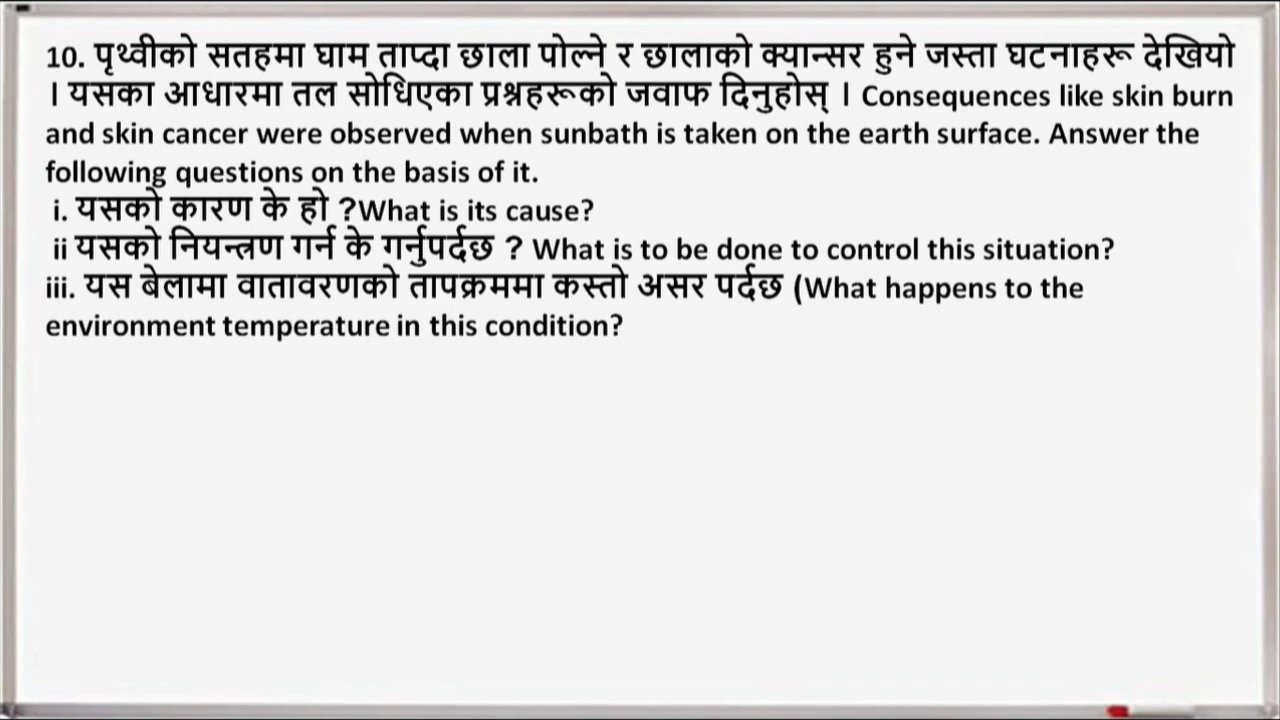 10. पृथ्वीको सतहमा घाम ताप्दा छाला पोल्ने र छालाको क्यान्सर हुने जस्ता घटनाहरू देखियो
। यसका आधारमा तल सोधिएका प्रश्नहरूको जवाफ दिनुहोस् । Consequences like skin burn
and skin cancer were observed when sunbath is taken on the earth surface. Answer the
following questions on the basis of it.
i. यसको कारण के हो ?What is its cause?
ii यसको नियन्त्रण गर्न के गर्नुपर्दछ ? What is to be done to control this situation?
iii. यस बेलामा वातावरणको तापक्रममा कस्तो असर पर्दछ (What happens to the
environment temperature in this condition?